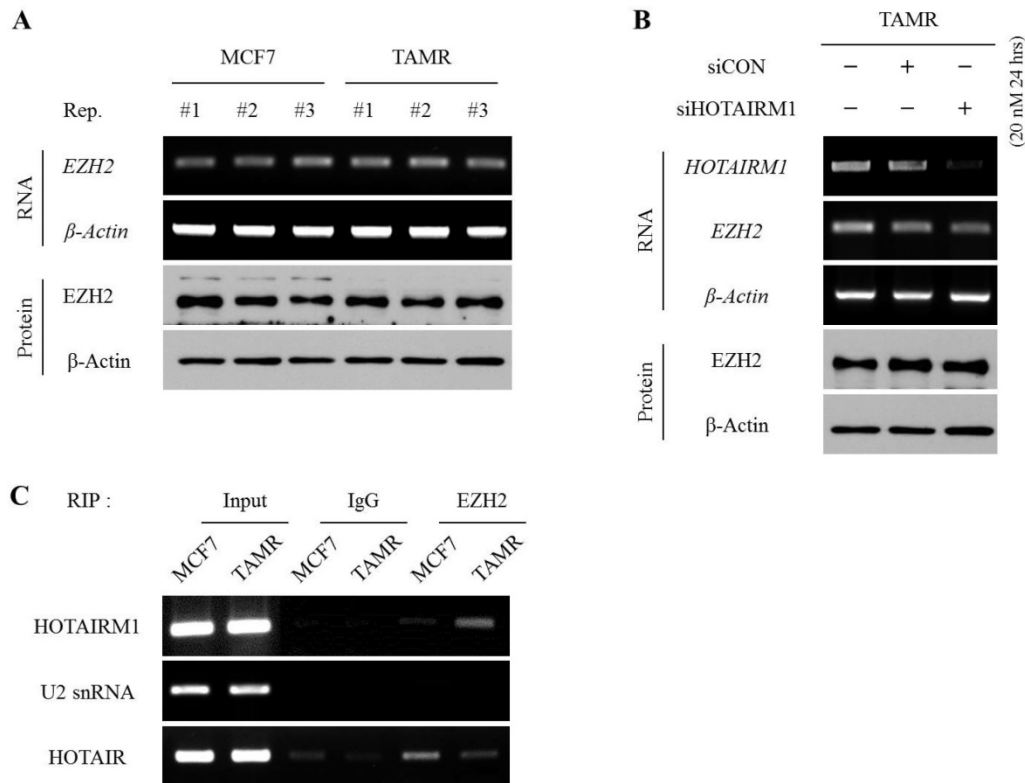 A
MCF7 TAMR
Rep. #1 #2 #3 #1 #2 #3
RNA
EZH2
β-Actin
Protein
EZH2
β-Actin
B
TAMR
siCON − + −
siHOTAIRM1 − − +
(20 nM 24 hrs)
RNA
HOTAIRM1
EZH2
β-Actin
Protein
EZH2
β-Actin
C RIP : Input IgG EZH2
MCF7 TAMR MCF7 TAMR MCF7 TAMR
HOTAIRM1
U2 snRNA
HOTAIR